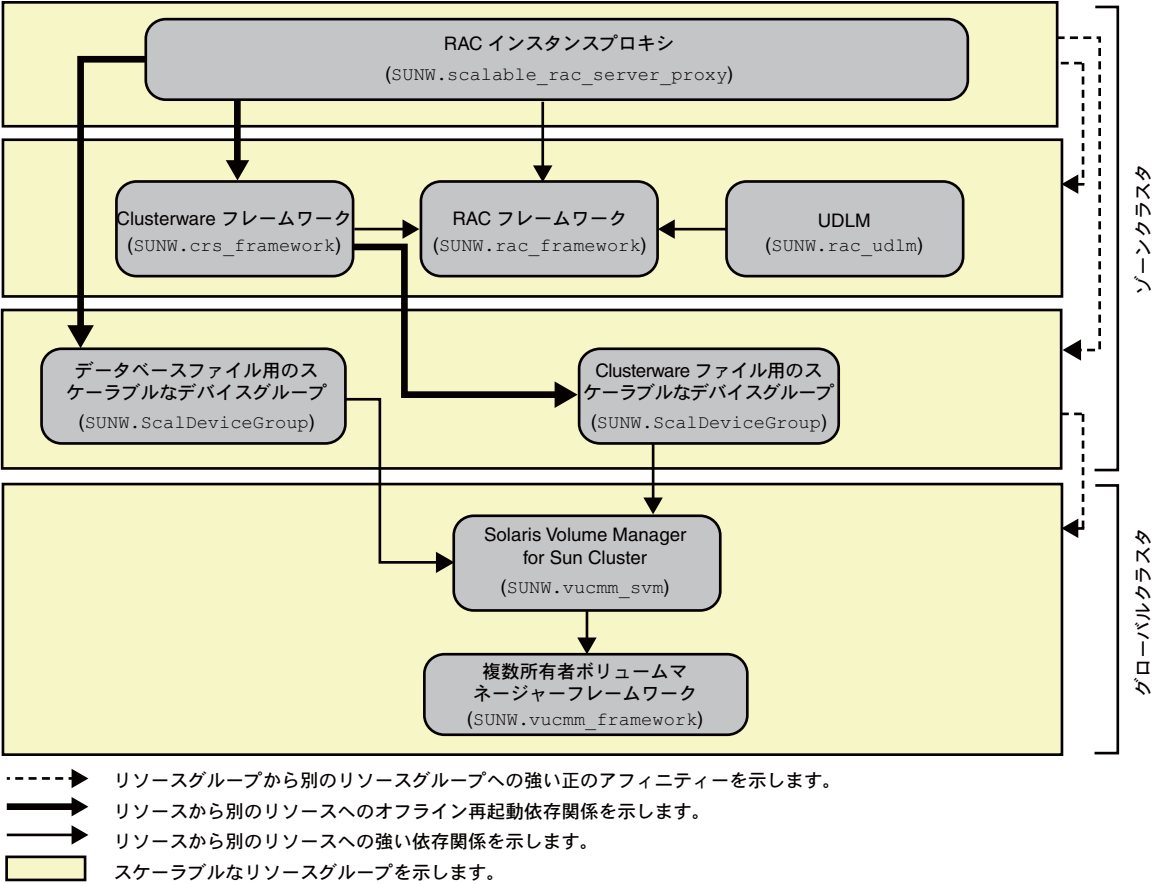 RAC インスタンスプロキシ
(SUNW.scalable_rac_server_proxy)
Clusterware フレームワーク
(SUNW.crs_framework)
RAC フレームワーク
(SUNW.rac_framework)
UDLM
(SUNW.rac_udlm)
ゾーンクラスタ
データベースファイル用のス
ケーラブルなデバイスグループ
(SUNW.ScalDeviceGroup)
Clusterware ファイル用のス
ケーラブルなデバイスグループ
(SUNW.ScalDeviceGroup)
Solaris Volume Manager
for Sun Cluster
(SUNW.vucmm_svm)
複数所有者ボリュームマ
ネージャーフレームワーク
(SUNW.vucmm_framework)
グローバルクラスタ
リソースグループから別のリソースグループへの強い正のアフィニティーを示します。
リソースから別のリソースへのオフライン再起動依存関係を示します。
リソースから別のリソースへの強い依存関係を示します。
スケーラブルなリソースグループを示します。